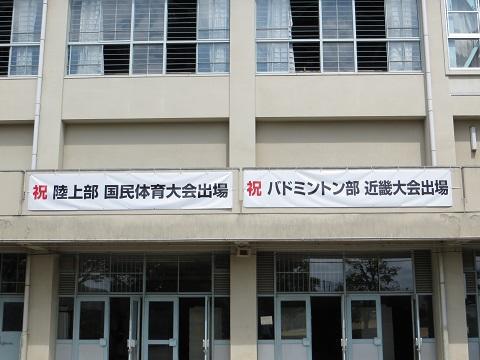 祝 陸上部 国民体育大会出場
祝 バドミントン部 近畿大会出場